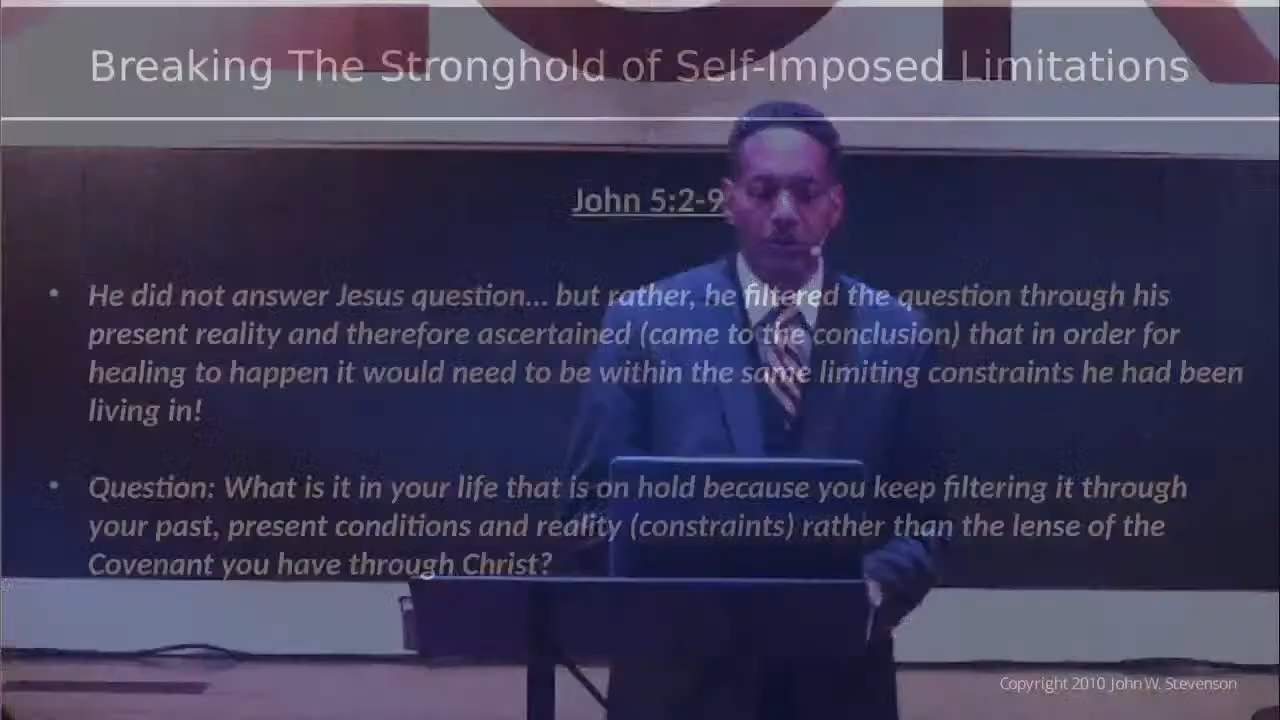 Breaking The Stronghold of Self-Imposed Limitations
John 5:2-9
• He did not answer Jesus question... but rather, he filtered the question through his
present reality and therefore ascertained (came to the conclusion) that in order for
healing to happen it would need to be within the same limiting constraints he had been
living in!
• Question: What is it in your life that is on hold because you keep filtering it through
your past, present conditions and reality (constraints) rather than the lense of the
Covenant you have through Christ?
Copyright 2010 John W. Stevenson